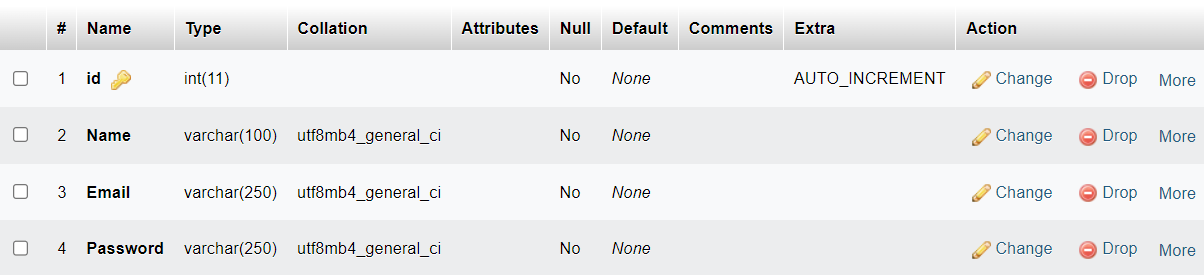 # Name Type Collation Attributes Null Default Comments Extra Action
1 id int(11) No None AUTO_INCREMENT Change Drop More
2 Name varchar(100) utf8mb4_general_ci No None Change Drop More
3 Email varchar(250) utf8mb4_general_ci No None Change Drop More
4 Password varchar(250) utf8mb4_general_ci No None Change Drop More